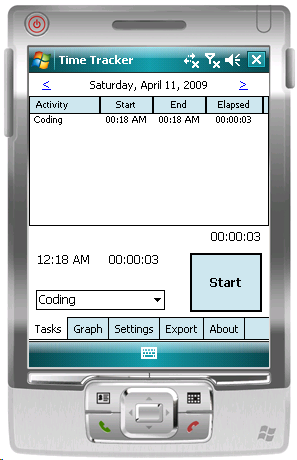 Time Tracker
< Saturday, April 11, 2009 >
Activity Start End Elapsed
Coding 00:18 AM 00:18 AM 00:00:03
00:00:03
12:18 AM 00:00:03
Start
Coding
Tasks Graph Settings Export About